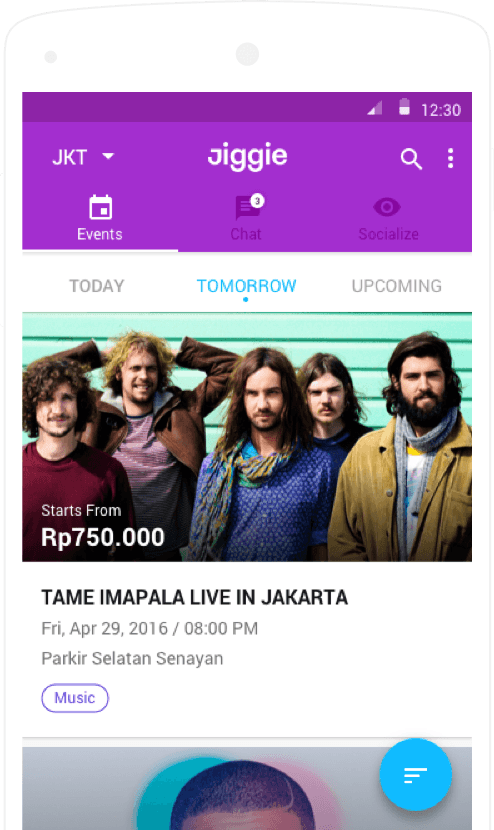 12:30
JKT Jiggie
3
Events Chat Socialize
TODAY TOMORROW UPCOMING
Starts From
Rp750.000
TAME IMAPALA LIVE IN JAKARTA
Fri, Apr 29, 2016 / 08:00 PM
Parkir Selatan Senayan
Music